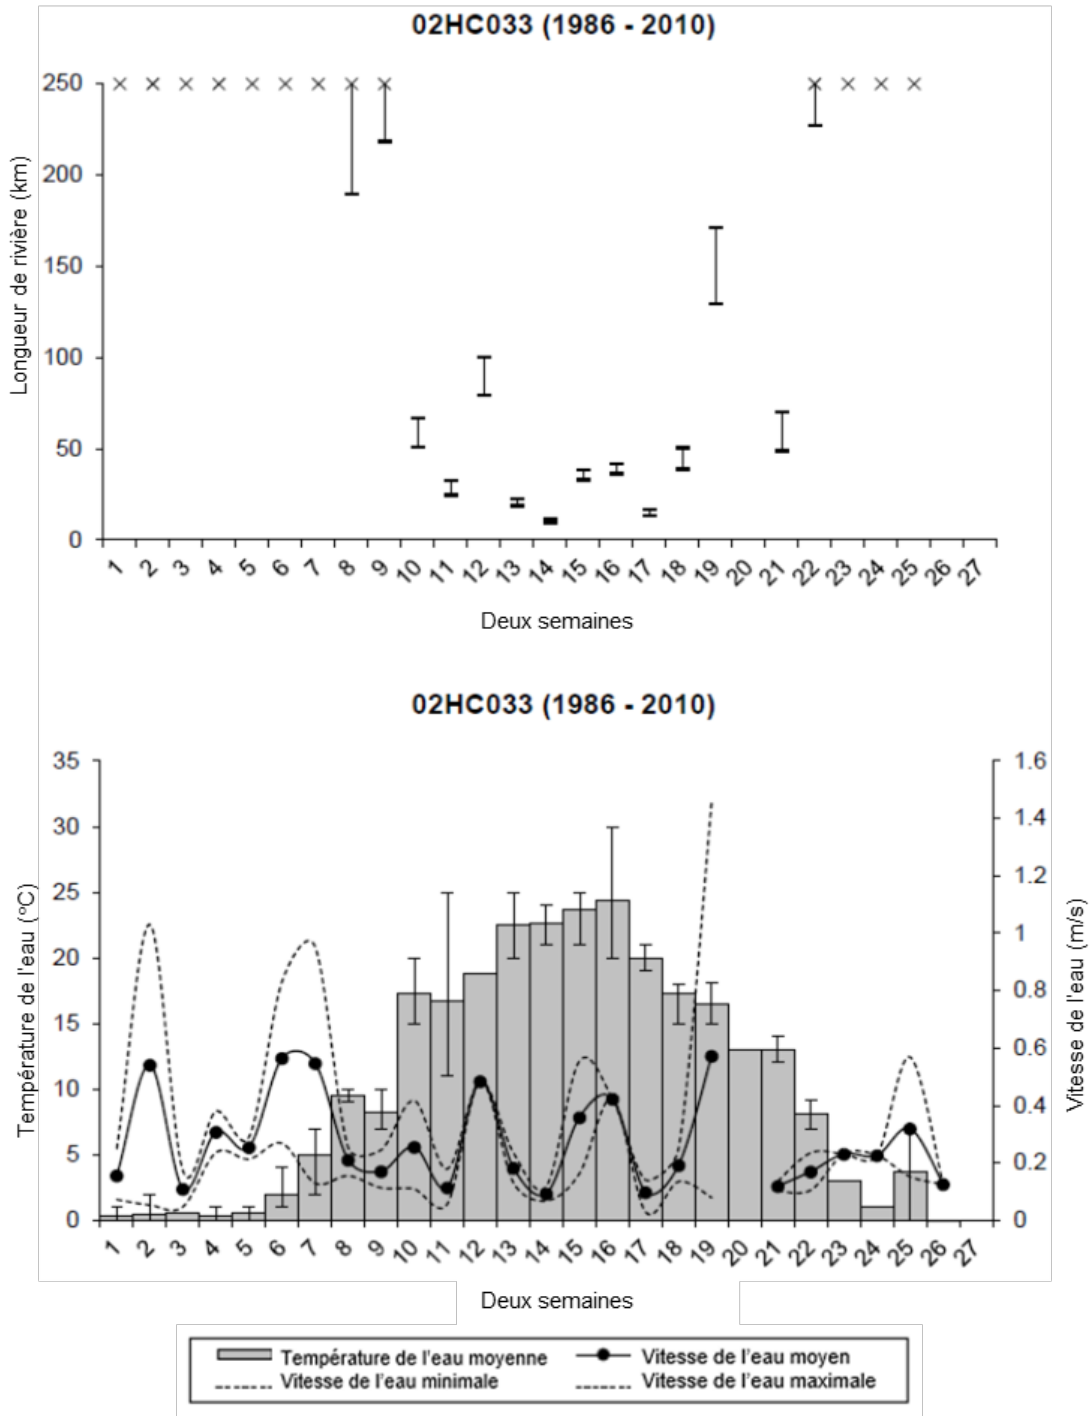 02HC033 (1986 - 2010)
Longueur de rivière (km)
250
200
150
100
50
0
1 2 3 4 5 6 7 8 9 10 11 12 13 14 15 16 17 18 19 20 21 22 23 24 25 26 27
Deux semaines
02HC033 (1986 - 2010)
Température de l'eau (°C)
35
30
25
20
15
10
5
0
Vitesse de l'eau (m/s)
1.6
1.4
1.2
1
0.8
0.6
0.4
0.2
0
1 2 3 4 5 6 7 8 9 10 11 12 13 14 15 16 17 18 19 20 21 22 23 24 25 26 27
Deux semaines
Température de l'eau moyenne Vitesse de l'eau moyen
Vitesse de l'eau minimale Vitesse de l'eau maximale